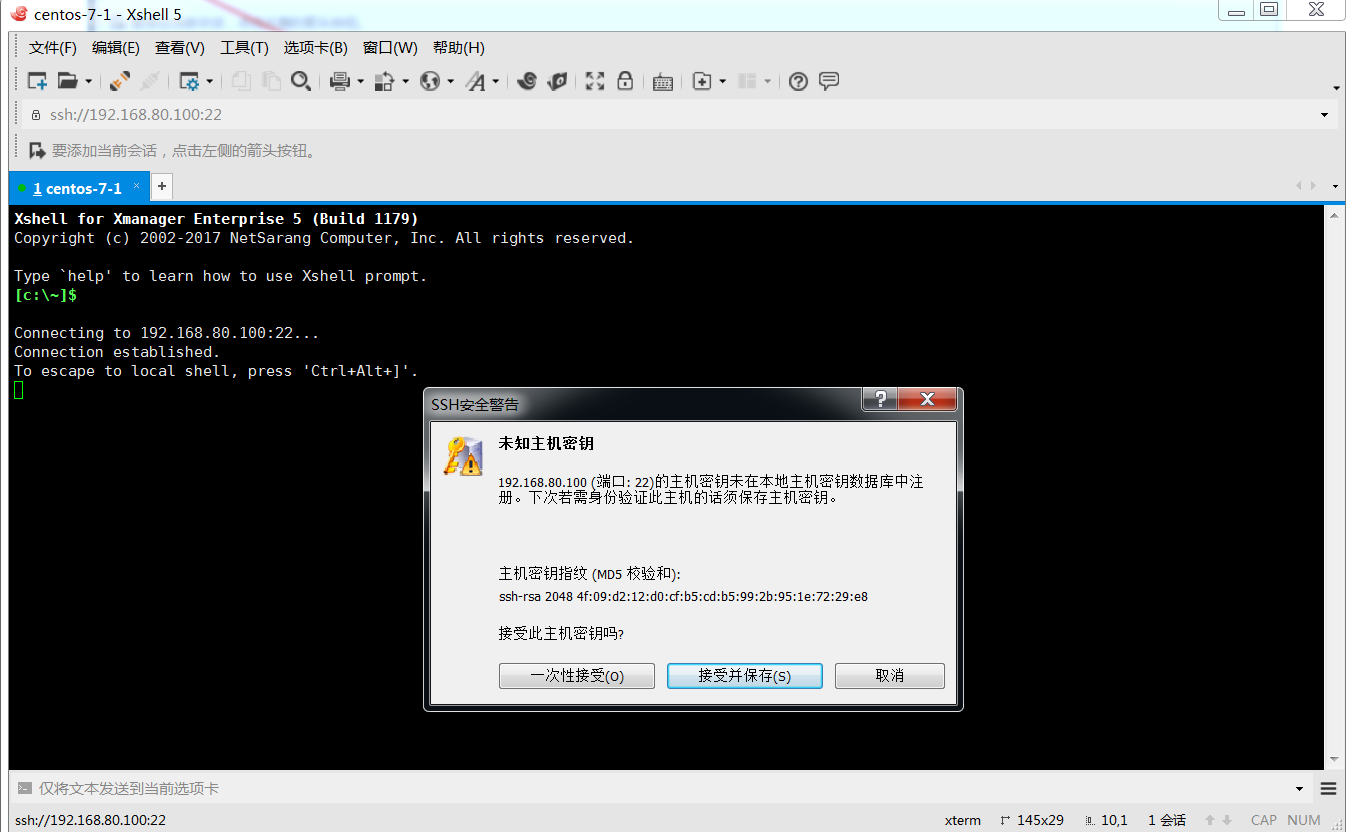 centos-7-1 - Xshell 5
文件(F) 编辑(E) 查看(V) 工具(T) 选项卡(B) 窗口(W) 帮助(H)
ssh://192.168.80.100:22
要添加当前会话，点击左侧的箭头按钮。
1 centos-7-1
Xshell for Xmanager Enterprise 5 (Build 1179)
Copyright (c) 2002-2017 NetSarang Computer, Inc. All rights reserved.
Type `help' to learn how to use Xshell prompt.
[c:\~]$
Connecting to 192.168.80.100:22...
Connection established.
To escape to local shell, press 'Ctrl+Alt+]'.
SSH安全警告
未知主机密钥
192.168.80.100 (端口: 22)的主机密钥未在本地主机密钥数据库中注
册。下次若需身份验证此主机的话须保存主机密钥。
主机密钥指纹 (MD5 校验和):
ssh-rsa 2048 4f:09:d2:12:d0:cf:b5:cd:b5:99:2b:95:1e:72:29:e8
接受此主机密钥吗?
一次性接受(O) 接受并保存(S) 取消
仅将文本发送到当前选项卡
ssh://192.168.80.100:22 xterm 145x29 10,1 1 会话 CAP NUM